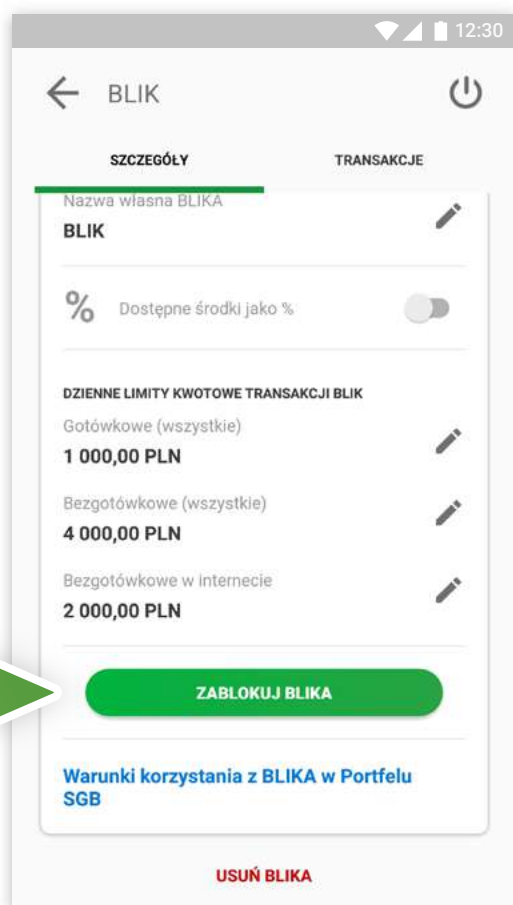 12:30
BLIK
SZCZEGÓŁY TRANSAKCJE
Nazwa własna BLIKA
BLIK
% Dostępne środki jako %
DZIENNE LIMITY KWOTOWE TRANSAKCJI BLIK
Gotówkowe (wszystkie)
1 000,00 PLN
Bezgotówkowe (wszystkie)
4 000,00 PLN
Bezgotówkowe w internecie
2 000,00 PLN
ZABLOKUJ BLIKA
Warunki korzystania z BLIKA w Portfelu
SGB
USUŃ BLIKA